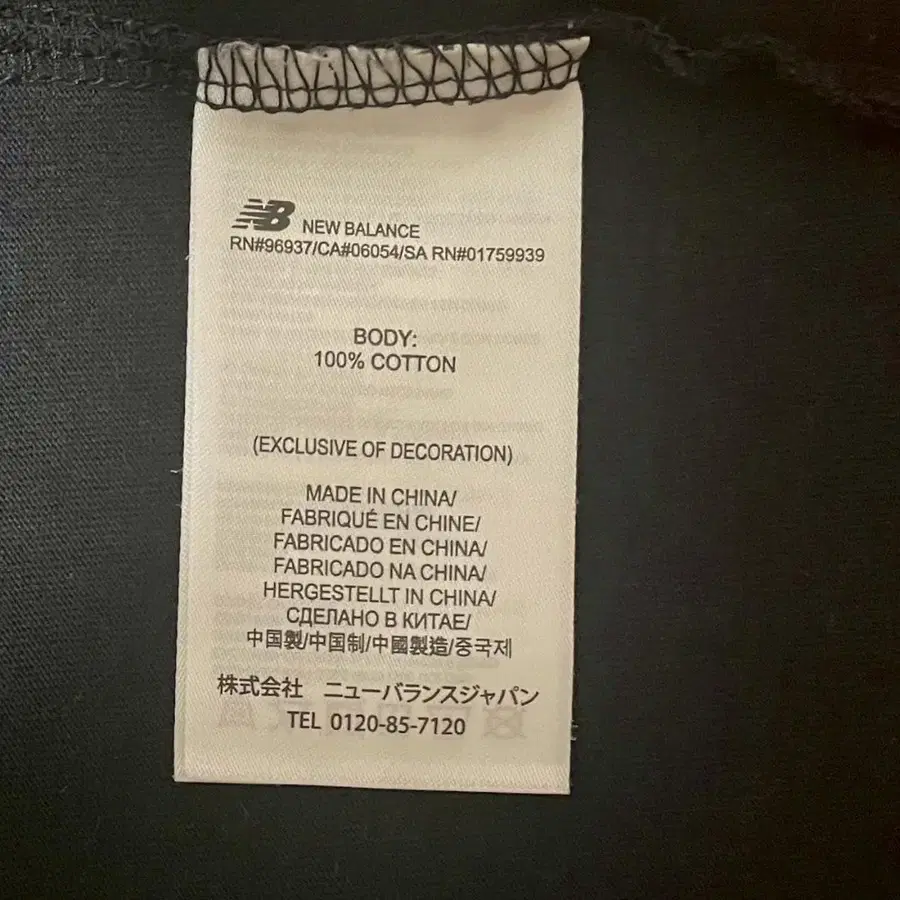 NB NEW BALANCE
RN#96937/CA#06054/SA RN#01759939
BODY:
100% COTTON
(EXCLUSIVE OF DECORATION)
MADE IN CHINA/
FABRIQUÉ EN CHINE/
FABRICADO EN CHINA/
FABRICADO NA CHINA/
HERGESTELLT IN CHINA/
СДЕЛАНО В КИТАЕ/
中国製/中国制/中國製造/중국제
株式会社 ニューバランスジャパン
TEL 0120-85-7120